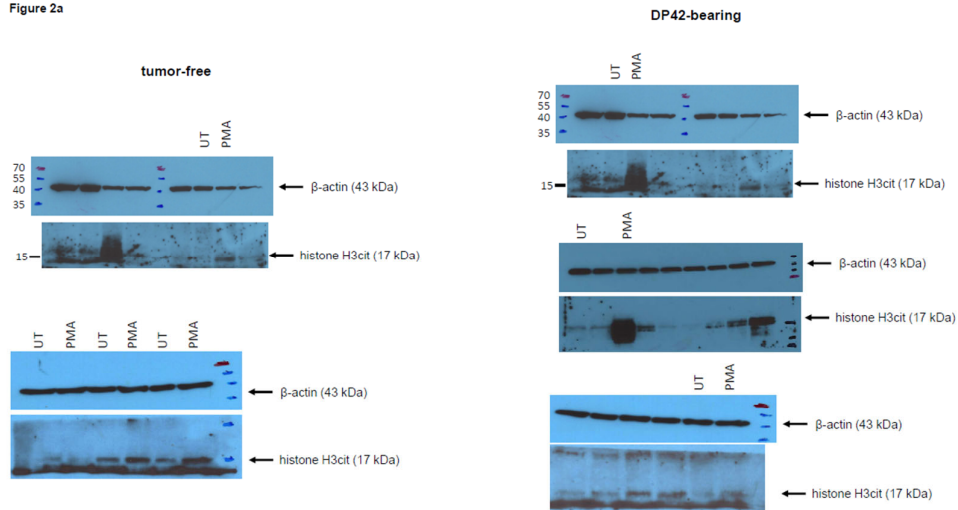 Figure 2a
tumor-free
UT
PMA
70
55
40
35
β-actin (43 kDa)
15
histone H3cit (17 kDa)
UT
PMA
UT
PMA
UT
PMA
β-actin (43 kDa)
histone H3cit (17 kDa)
DP42-bearing
UT
PMA
70
55
40
35
β-actin (43 kDa)
15
histone H3cit (17 kDa)
UT
PMA
β-actin (43 kDa)
histone H3cit (17 kDa)
UT
PMA
β-actin (43 kDa)
histone H3cit (17 kDa)